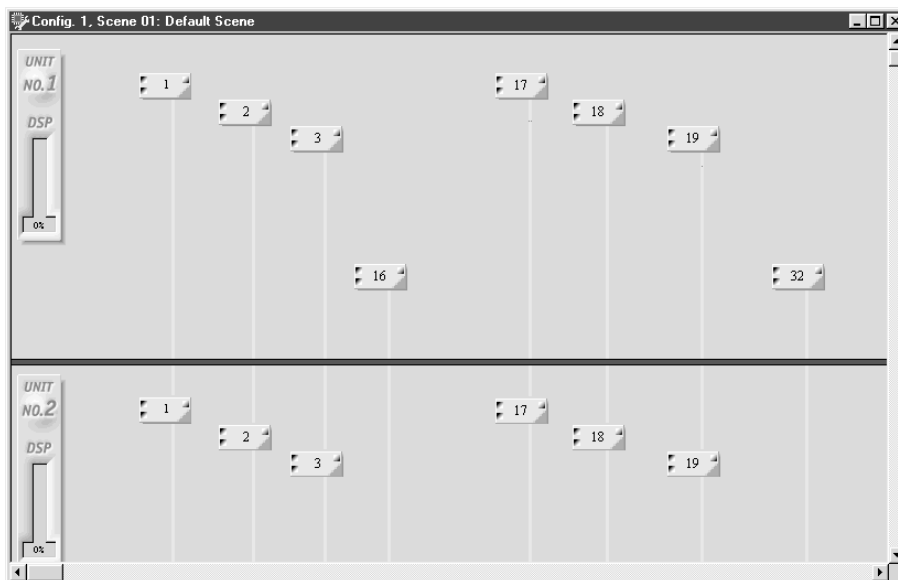 Config. 1, Scene 01: Default Scene
UNIT
NO.1
DSP
0%
1
2
3
16
17
18
19
32
UNIT
NO.2
DSP
0%
1
2
3
17
18
19